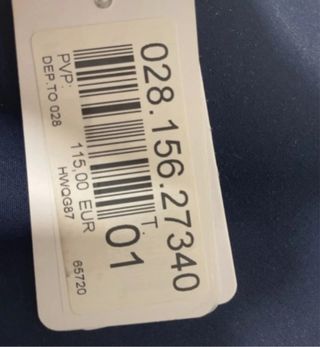 028.156.27340
T.
01
PVP: 115,00 EUR
DEP.TO 028 HWQG87 65720